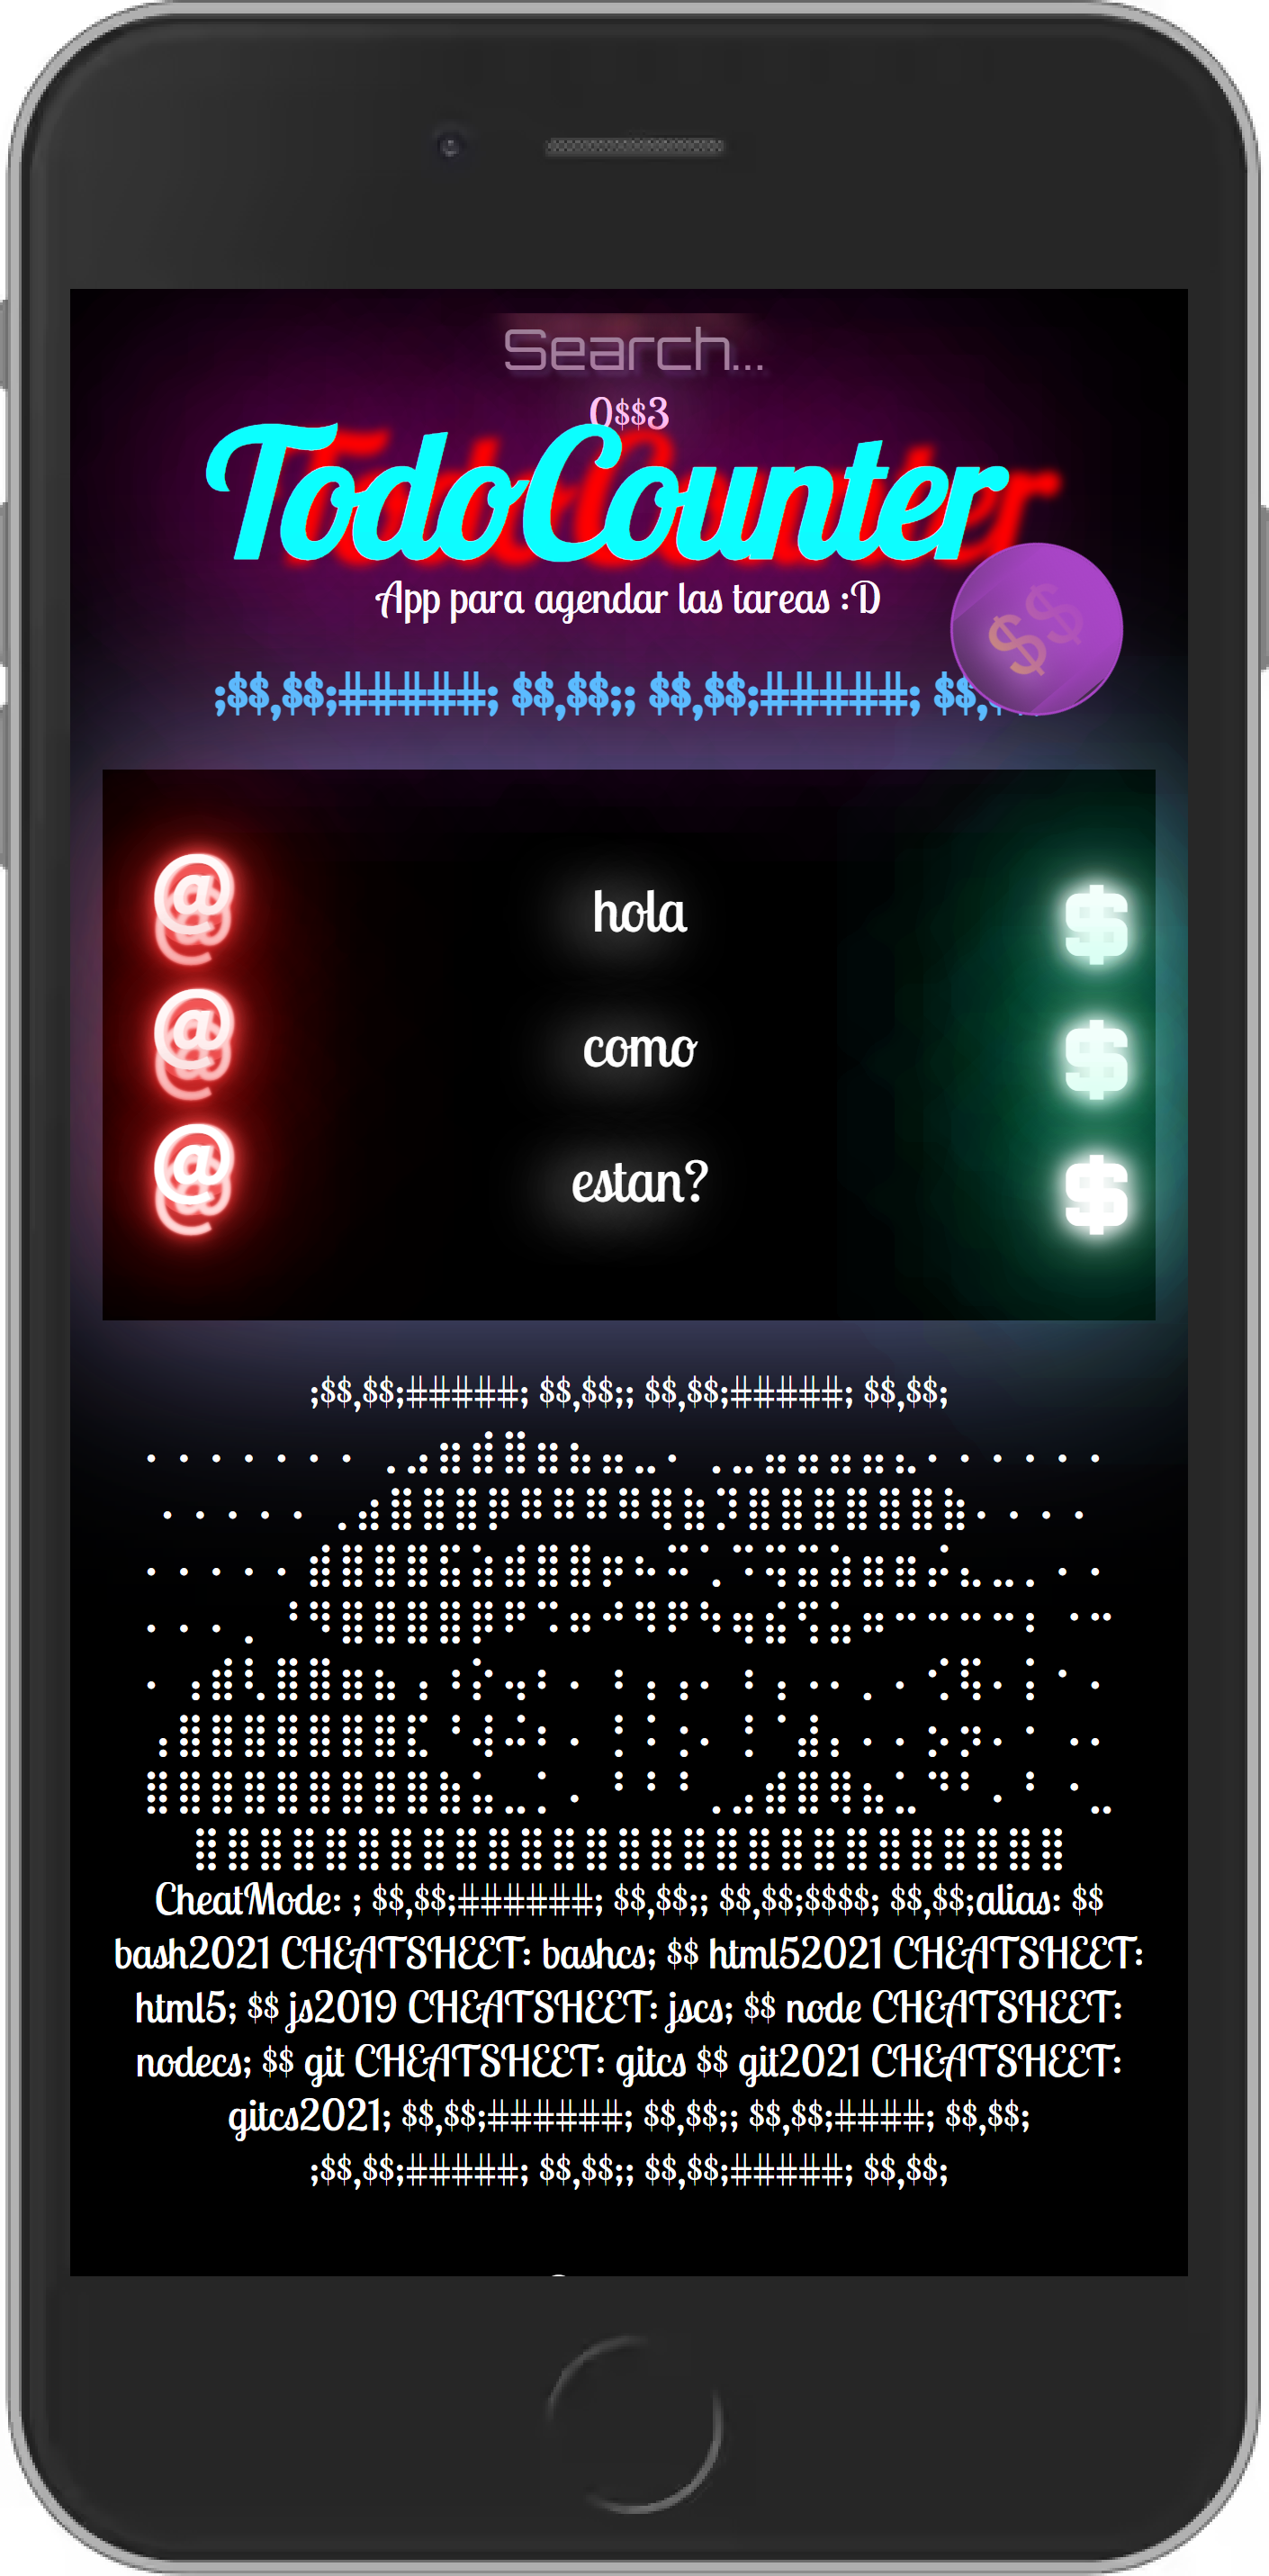 Search...
0$$3
TodoCounter
App para agendar las tareas :D
$$
;$$,$$;#####; $$,$$;; $$,$$;#####; $$,
@ hola $
@ como $
@ estan? $
;$$,$$;#####; $$,$$;; $$,$$;#####; $$,$$;
CheatMode: ; $$,$$;######; $$,$$;; $$,$$;$$$$; $$,$$;alias: $$
bash2021 CHEATSHEET: bashcs; $$ html52021 CHEATSHEET:
html5; $$ js2019 CHEATSHEET: jscs; $$ node CHEATSHEET:
nodecs; $$ git CHEATSHEET: gitcs $$ git2021 CHEATSHEET:
gitcs2021; $$,$$;######; $$,$$;; $$,$$;####; $$,$$;
;$$,$$;#####; $$,$$;; $$,$$;#####; $$,$$;